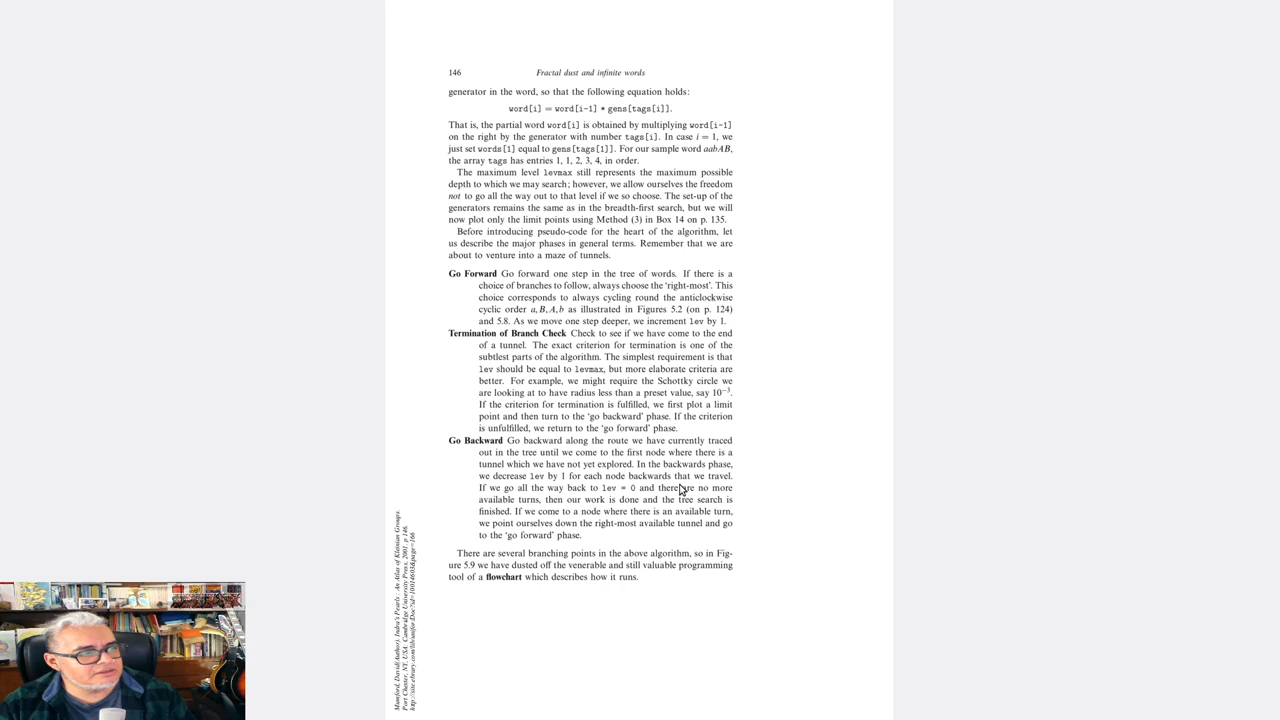 146
Fractal dust and infinite words
generator in the word, so that the following equation holds:
word[i] = word[i-1] * gens[tags[i]].
That is, the partial word word[i] is obtained by multiplying word[i-1]
on the right by the generator with number tags[i]. In case i = 1, we
just set words[1] equal to gens[tags[1]]. For our sample word aabAB,
the array tags has entries 1, 1, 2, 3, 4, in order.
The maximum level levmax still represents the maximum possible
depth to which we may search; however, we allow ourselves the freedom
not to go all the way out to that level if we so choose. The set-up of the
generators remains the same as in the breadth-first search, but we will
now plot only the limit points using Method (3) in Box 14 on p. 135.
Before introducing pseudo-code for the heart of the algorithm, let
us describe the major phases in general terms. Remember that we are
about to venture into a maze of tunnels.
Go Forward Go forward one step in the tree of words. If there is a
choice of branches to follow, always choose the ‘right-most’. This
choice corresponds to always cycling round the anticlockwise
cyclic order a, B, A, b as illustrated in Figures 5.2 (on p. 124)
and 5.8. As we move one step deeper, we increment lev by 1.
Termination of Branch Check Check to see if we have come to the end
of a tunnel. The exact criterion for termination is one of the
subtlest parts of the algorithm. The simplest requirement is that
lev should be equal to levmax, but more elaborate criteria are
better. For example, we might require the Schottky circle we
are looking at to have radius less than a preset value, say 10⁻³.
If the criterion for termination is fulfilled, we first plot a limit
point and then turn to the ‘go backward’ phase. If the criterion
is unfulfilled, we return to the ‘go forward’ phase.
Go Backward Go backward along the route we have currently traced
out in the tree until we come to the first node where there is a
tunnel which we have not yet explored. In the backwards phase,
we decrease lev by 1 for each node backwards that we travel.
If we go all the way back to lev = 0 and there are no more
available turns, then our work is done and the tree search is
finished. If we come to a node where there is an available turn,
we point ourselves down the right-most available tunnel and go
to the ‘go forward’ phase.
There are several branching points in the above algorithm, so in Fig-
ure 5.9 we have dusted off the venerable and still valuable programming
tool of a flowchart which describes how it runs.
Mumford, David(Author). Indra's Pearls : An Atlas of Kleinian Groups.
Port Chester, NY, USA: Cambridge University Press, 2001. p 146.